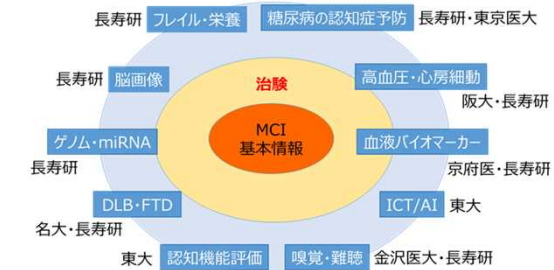 長寿研 フレイル・栄養 糖尿病の認知症予防 長寿研・東京医大
長寿研 脳画像 治験 高血圧・心房細動
阪大・長寿研
ゲノム・miRNA MCI 血液バイオマーカー
基本情報
長寿研 京府医・長寿研
DLB・FTD ICT/AI 東大
名大・長寿研
東大 認知機能評価 嗅覚・難聴 金沢医大・長寿研